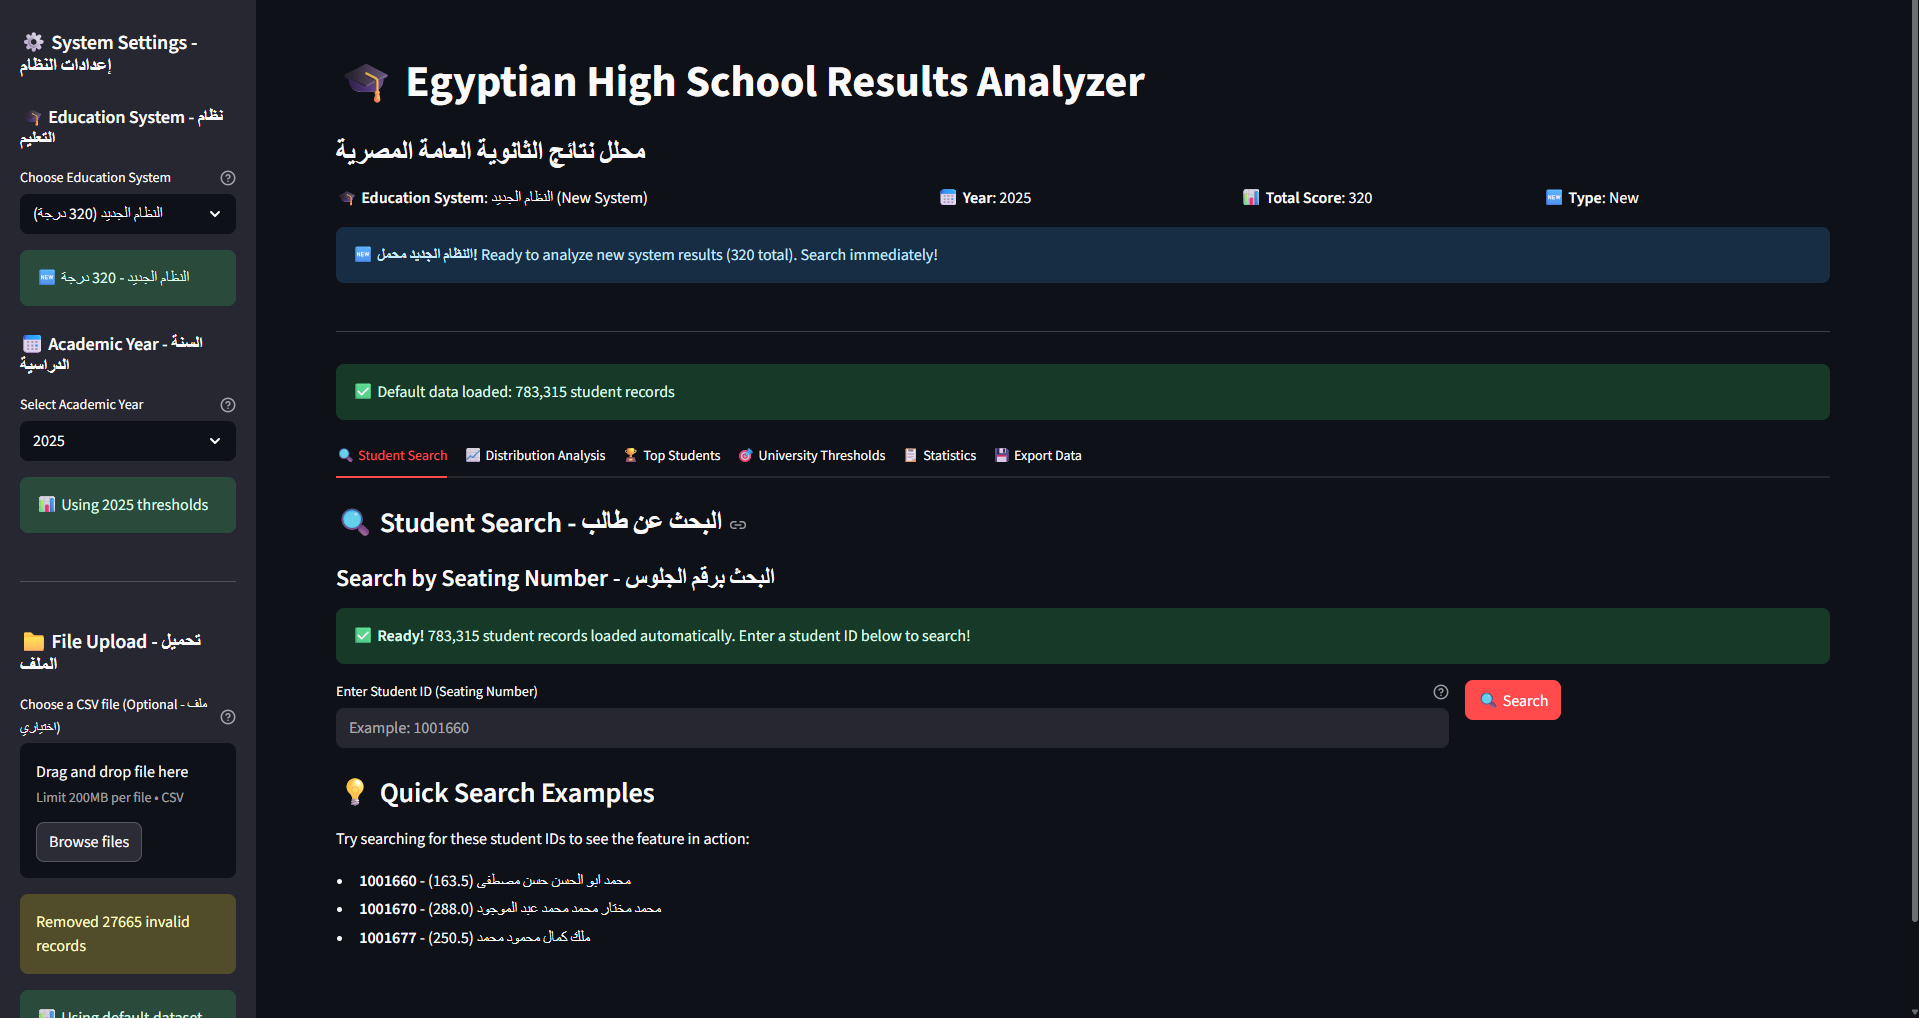 System Settings -
إعدادات النظام
Education System - نظام
التعليم
Choose Education System
النظام الجديد (320 درجة)
النظام الجديد - 320 درجة
Academic Year - السنة
الدراسية
Select Academic Year
2025
Using 2025 thresholds
File Upload - تحميل
الملف
Choose a CSV file (Optional - ملف
اختياري)
Drag and drop file here
Limit 200MB per file • CSV
Browse files
Removed 27665 invalid
records
Using default dataset
Egyptian High School Results Analyzer
محلل نتائج الثانوية العامة المصرية
Education System: النظام الجديد (New System)
Year: 2025
Total Score: 320
Type: New
النظام الجديد محمل! Ready to analyze new system results (320 total). Search immediately!
Default data loaded: 783,315 student records
Student Search
Distribution Analysis
Top Students
University Thresholds
Statistics
Export Data
Student Search - البحث عن طالب
Search by Seating Number - البحث برقم الجلوس
Ready! 783,315 student records loaded automatically. Enter a student ID below to search!
Enter Student ID (Seating Number)
Example: 1001660
Search
Quick Search Examples
Try searching for these student IDs to see the feature in action:
1001660 - محمد ابو الحسن حسن مصطفى (163.5)
1001670 - محمد مختار محمد محمد عبد الموجود (288.0)
1001677 - ملك كمال محمود محمد (250.5)